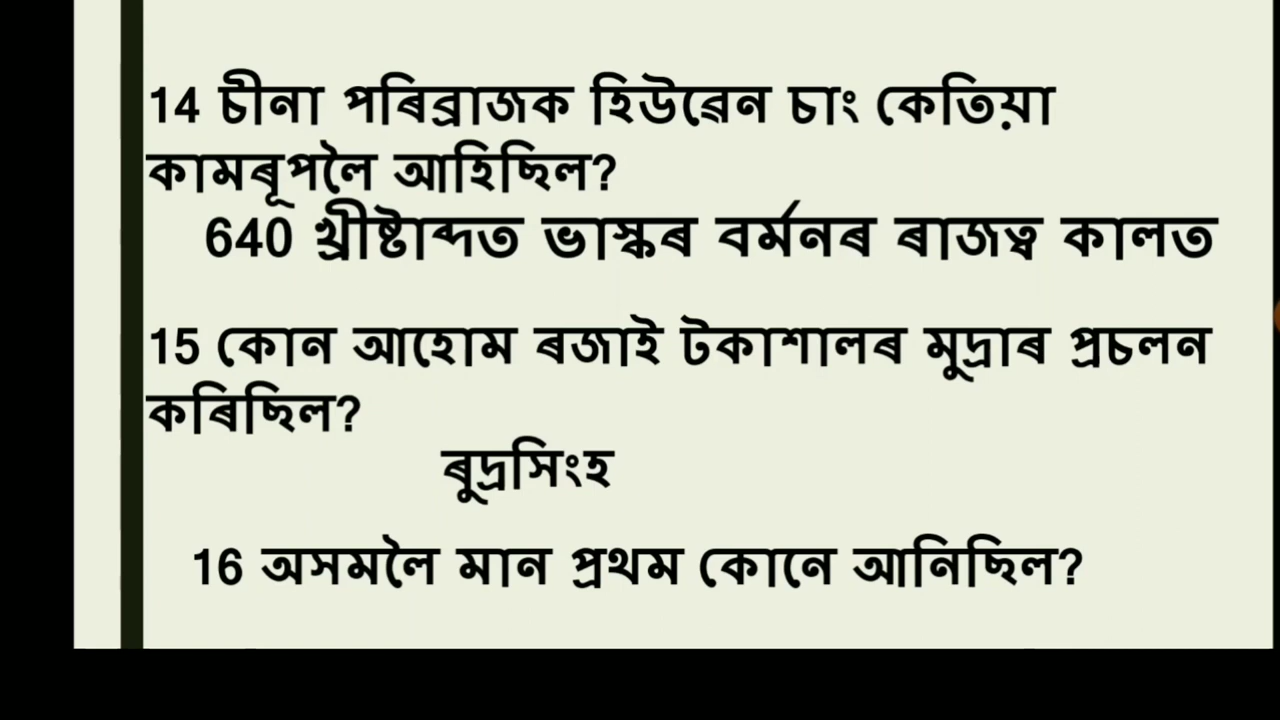 14 চীনা পৰিব্ৰাজক হিউৱেন চাং কেতিয়া
কামৰূপলৈ আহিছিল?
640 খ্ৰীষ্টাব্দত ভাস্কৰ বৰ্মনৰ ৰাজত্ব কালত
15 কোন আহোম ৰজাই টকাশালৰ মুদ্ৰাৰ প্ৰচলন
কৰিছিল?
ৰুদ্ৰসিংহ
16 অসমলৈ মান প্ৰথম কোনে আনিছিল?